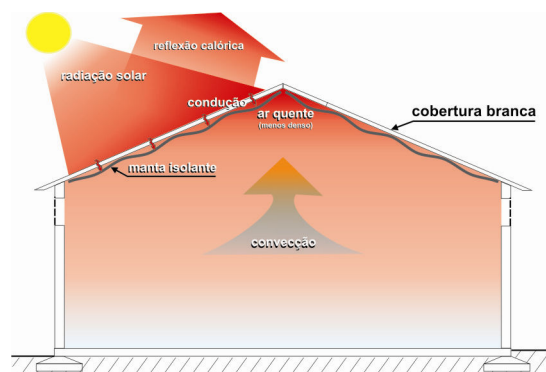 reflexão calórica
radiação solar
condução
ar quente
(menos denso)
cobertura branca
manta isolante
convecção